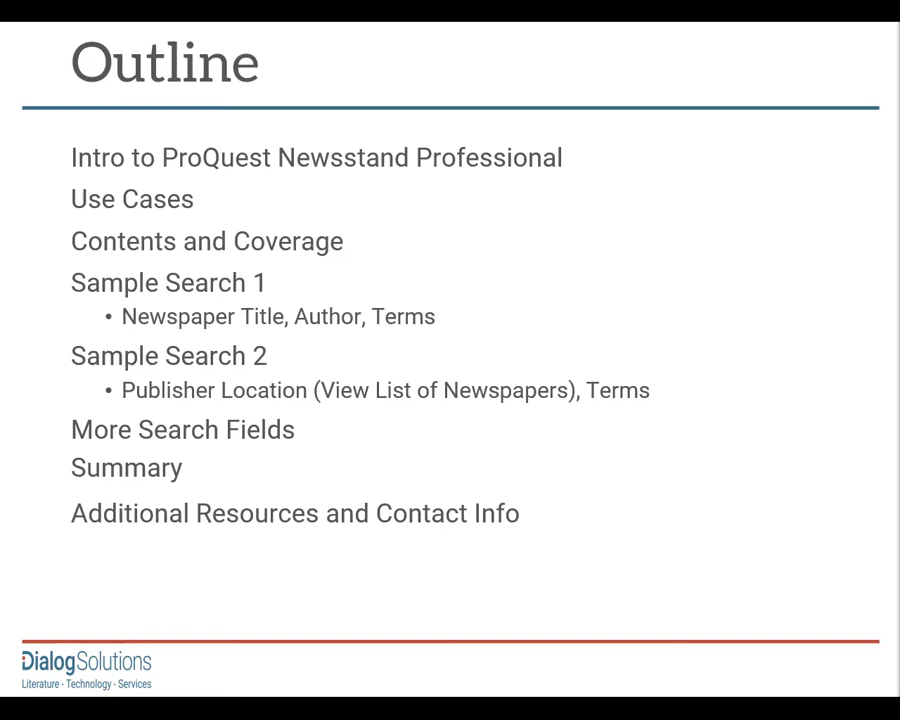 Outline
Intro to ProQuest Newsstand Professional
Use Cases
Contents and Coverage
Sample Search 1
• Newspaper Title, Author, Terms
Sample Search 2
• Publisher Location (View List of Newspapers), Terms
More Search Fields
Summary
Additional Resources and Contact Info
DialogSolutions
Literature · Technology · Services